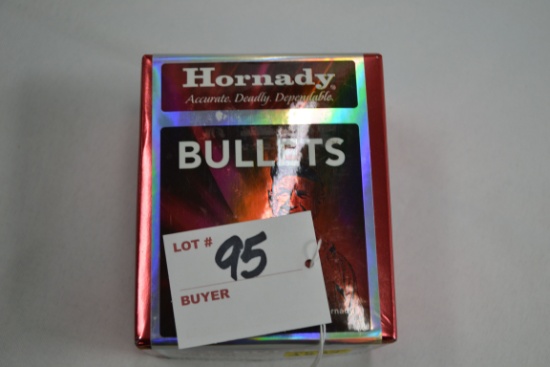 Hornady
Accurate. Deadly. Dependable.
BULLETS
LOT # 95
BUYER